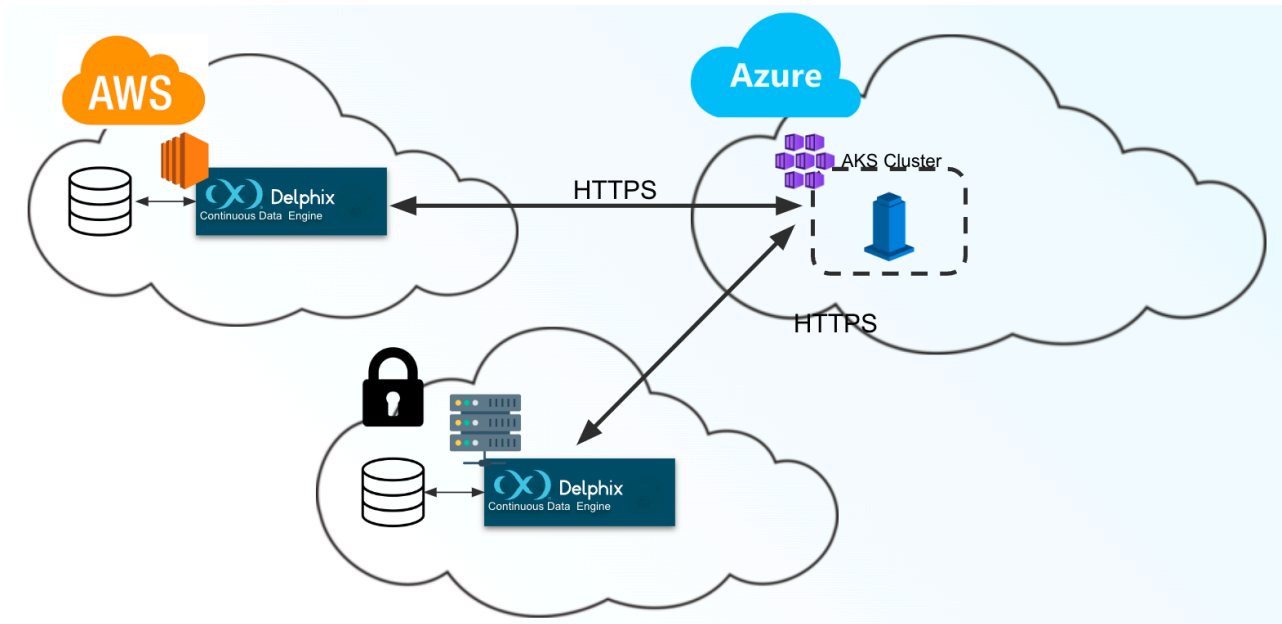 AWS
Azure
AKS Cluster
HTTPS
Delphix
Continuous Data Engine
HTTPS
Delphix
Continuous Data Engine